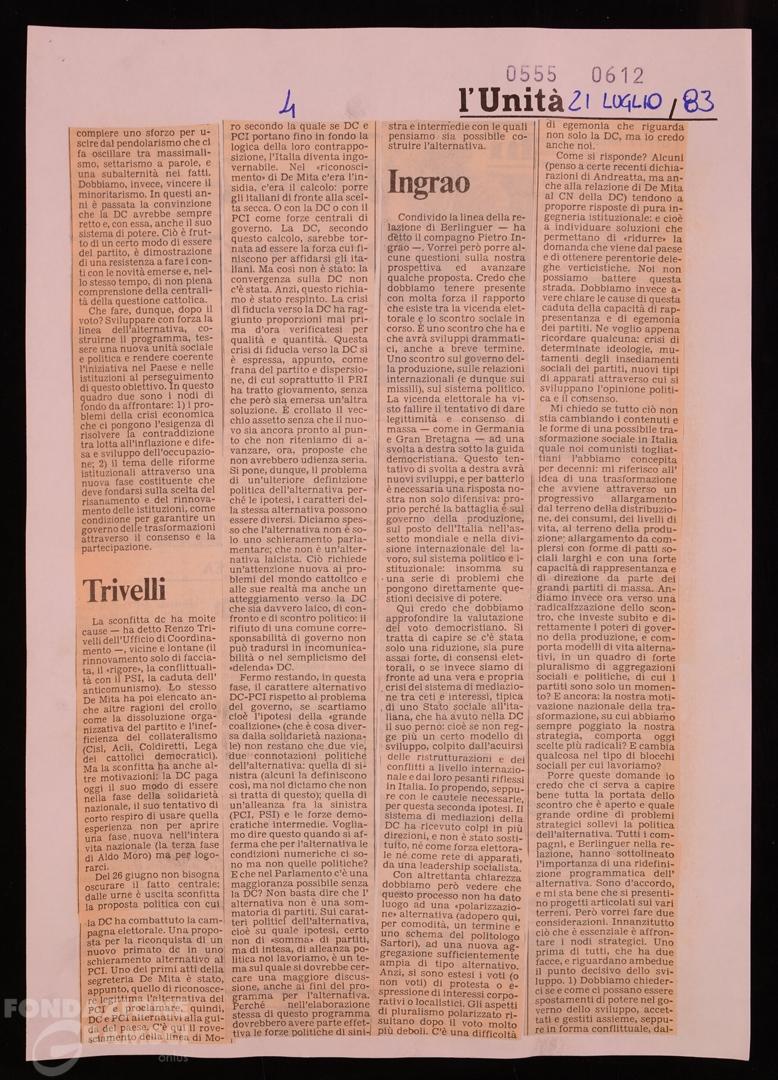 0555 0612
4
l'Unità 21 LUGLIO / 83
compiere uno sforzo per u-
scire dal pendolarismo che ci
fa oscillare tra massimali-
smo, settarismo a parole, e
una subalternità nei fatti.
Dobbiamo, invece, vincere il
minoritarismo. In questi an-
ni è passata la convinzione
che la DC avrebbe sempre
retto e, con essa, anche il suo
sistema di potere. Ciò è frut-
to di un certo modo di essere
del partito, è dimostrazione
di una resistenza a fare i con-
ti con le novità emerse e, nel-
lo stesso tempo, di non piena
comprensione della centrali-
tà della questione cattolica.
Che fare, dunque, dopo il
voto? Sviluppare con forza la
linea dell'alternativa, co-
struirne il programma, tes-
sere una nuova unità sociale
e politica e rendere coerente
l'iniziativa nel Paese e nelle
istituzioni al perseguimento
di questo obiettivo. In questo
quadro due sono i nodi di
fondo da affrontare: 1) i pro-
blemi della crisi economica
che ci pongono l'esigenza di
risolvere la contraddizione
tra lotta all'inflazione e dife-
sa e sviluppo dell'occupazio-
ne; 2) il tema delle riforme
istituzionali attraverso una
nuova fase costituente che
deve fondarsi sulla scelta del
risanamento e del rinnova-
mento delle istituzioni, come
condizione per garantire un
governo delle trasformazioni
attraverso il consenso e la
partecipazione.
Trivelli
La sconfitta dc ha molte
cause — ha detto Renzo Tri-
velli dell'Ufficio di Coordina-
mento —, vicine e lontane (il
rinnovamento solo di faccia-
ta, il «rigore», la conflittuali-
tà con il PSI, la caduta dell'
anticomunismo). Lo stesso
De Mita ha poi elencato an-
che altre ragioni del crollo
come la dissoluzione orga-
nizzativa del partito e l'inef-
ficienza del collateralismo
(Cisl, Acli, Coldiretti, Lega
dei cattolici democratici).
Ma la sconfitta ha anche al-
tre motivazioni: la DC paga
oggi il suo modo di essere
nella fase della solidarietà
nazionale, il suo tentativo di
corto respiro di usare quella
esperienza non per aprire
una fase nuova nell'intera
vita nazionale (la terza fase
di Aldo Moro) ma per logo-
rarci.
Del 26 giugno non bisogna
oscurare il fatto centrale:
dalle urne è uscita sconfitta
la proposta politica con cui
la DC ha combattuto la cam-
pagna elettorale. Una propo-
sta per la riconquista di un
nuovo primato dc in uno
schieramento alternativo al
PCI. Uno dei primi atti della
segreteria De Mita è stato,
appunto, quello di riconosce-
re legittima l'alternativa del
PCI e di proclamare, quindi,
DC e PCI alternativi alla gui-
da del paese. C'è qui il rove-
sciamento della linea di Mo-
ro secondo la quale se DC e
PCI portano fino in fondo la
logica della loro contrappo-
sizione, l'Italia diventa ingo-
vernabile. Nel «riconosci-
mento» di De Mita c'era l'in-
sidia, c'era il calcolo: porre
gli italiani di fronte alla scel-
ta secca. O con la DC o con il
PCI come forze centrali di
governo. La DC, secondo
questo calcolo, sarebbe tor-
nata ad essere la forza cui fi-
niscono per affidarsi gli ita-
liani. Ma così non è stato: la
convergenza sulla DC non
c'è stata. Anzi, questo richia-
mo è stato respinto. La crisi
di fiducia verso la DC ha rag-
giunto proporzioni mai pri-
ma d'ora verificatesi per
qualità e quantità. Questa
crisi di fiducia verso la DC si
è espressa, appunto, come
frana del partito e dispersio-
ne, di cui soprattutto il PRI
ha tratto giovamento, senza
che però sia emersa un'altra
soluzione. È crollato il vec-
chio assetto senza che il nuo-
vo sia ancora pronto al pun-
to che non riteniamo di a-
vanzare, ora, proposte che
non avrebbero udienza seria.
Si pone, dunque, il problema
di un'ulteriore definizione
politica dell'alternativa per-
ché le ipotesi, i caratteri del-
la stessa alternativa possono
essere diversi. Diciamo spes-
so che l'alternativa non è so-
lo uno schieramento parla-
mentare; che non è un'alter-
nativa laicista. Ciò richiede
un'attenzione nuova ai pro-
blemi del mondo cattolico e
alle sue realtà ma anche un
atteggiamento verso la DC
che sia davvero laico, di con-
fronto e di scontro politico: il
rifiuto di una comune corre-
sponsabilità di governo non
può tradursi in incomunica-
bilità o nel semplicismo del
«delenda» DC.
Fermo restando, in questa
fase, il carattere alternativo
DC-PCI rispetto al problema
del governo, se scartiamo
cioè l'ipotesi della «grande
coalizione» (che è cosa diver-
sa dalla solidarietà naziona-
le) non restano che due vie,
due connotazioni politiche
dell'alternativa: quella di si-
nistra (alcuni la definiscono
così, ma noi diciamo che non
si tratta di questo); quella di
un'alleanza fra la sinistra
(PCI, PSI) e le forze demo-
cratiche intermedie. Voglia-
mo dire questo quando si af-
ferma che per l'alternativa le
condizioni numeriche ci so-
no ma non quelle politiche?
E che nel Parlamento c'è una
maggioranza possibile senza
la DC? Non basta dire che l'
alternativa non è una som-
matoria di partiti. Sui carat-
teri politici dell'alternativa,
cioè su quale ipotesi, certo
non di «somma» di partiti,
ma di intesa, di alleanza po-
litica noi lavoriamo, è un te-
ma sul quale si dovrebbe cer-
care una maggiore discus-
sione, anche ai fini del pro-
gramma per l'alternativa.
Perché nell'elaborazione
stessa di questo programma
dovrebbero avere parte effet-
tiva le forze politiche di sini-
stra e intermedie con le quali
pensiamo sia possibile co-
struire l'alternativa.
Ingrao
Condivido la linea della re-
lazione di Berlinguer — ha
detto il compagno Pietro In-
grao —. Vorrei però porre al-
cune questioni sulla nostra
prospettiva ed avanzare
qualche proposta. Credo che
dobbiamo tenere presente
con molta forza il rapporto
che esiste tra la vicenda elet-
torale e lo scontro sociale in
corso. È uno scontro che ha e
che avrà sviluppi drammati-
ci, anche a breve termine.
Uno scontro sul governo del-
la produzione, sulle relazioni
internazionali (e dunque sui
missili), sul sistema politico.
La vicenda elettorale ha vi-
sto fallire il tentativo di dare
legittimità e consenso di
massa — come in Germania
e Gran Bretagna — ad una
svolta a destra sotto la guida
democristiana. Questo ten-
tativo di svolta a destra avrà
nuovi sviluppi, e per batterlo
è necessaria una risposta no-
stra non solo difensiva: pro-
prio perché la battaglia è sul
governo della produzione,
sul posto dell'Italia nell'as-
setto mondiale e nella divi-
sione internazionale del la-
voro, sul sistema politico e i-
stituzionale: insomma su
una serie di problemi che
pongono direttamente que-
stioni decisive di potere.
Qui credo che dobbiamo
approfondire la valutazione
del voto democristiano. Si
tratta di capire se c'è stata
solo una riduzione, sia pure
assai forte, di consensi elet-
torali, o se invece siamo di
fronte ad una vera e propria
crisi del sistema di mediazio-
ne tra ceti e interessi, tipica
di uno Stato sociale all'ita-
liana, che ha avuto nella DC
il suo perno: cioè se non reg-
ge più un certo modello di
sviluppo, colpito dall'acuirsi
delle ristrutturazioni e dei
conflitti a livello internazio-
nale e dai loro pesanti riflessi
in Italia. Io propendo, seppu-
re con le cautele necessarie,
per questa seconda ipotesi. Il
sistema di mediazioni della
DC ha ricevuto colpi in più
direzioni, e non è stato sosti-
tuito, né come forza elettora-
le né come rete di apparati,
da una leadership socialista.
Con altrettanta chiarezza
dobbiamo però vedere che
questo processo non ha dato
luogo ad una «polarizzazio-
ne» alternativa (adopero qui,
per comodità, un termine e
uno schema del politologo
Sartori), ad una nuova ag-
gregazione sufficientemente
ampia di tipo alternativo.
Anzi, si sono estesi i voti (o
non voti) di protesta o e-
spressione di interessi corpo-
rativi o localistici. Gli aspetti
di pluralismo polarizzato ri-
sultano dopo il voto molto
più deboli. C'è una difficoltà
di egemonia che riguarda
non solo la DC, ma io credo
anche noi.
Come si risponde? Alcuni
(penso a certe recenti dichia-
razioni di Andreatta, ma an-
che alla relazione di De Mita
al CN della DC) tendono a
proporre risposte di pura in-
gegneria istituzionale: e cioè
a individuare soluzioni che
permettano di «ridurre» la
domanda che viene dal paese
e di ottenere perentorie dele-
ghe verticistiche. Noi non
possiamo battere questa
strada. Dobbiamo invece a-
vere chiare le cause di questa
caduta della capacità di rap-
presentanza e di egemonia
dei partiti. Ne voglio appena
ricordare qualcuna: crisi di
determinate ideologie, mu-
tamenti degli insediamenti
sociali dei partiti, nuovi tipi
di apparati attraverso cui si
sviluppano l'opinione politi-
ca e il consenso.
Mi chiedo se tutto ciò non
stia cambiando i contenuti e
le forme di una possibile tra-
sformazione sociale in Italia
quale noi comunisti togliat-
tiani l'abbiamo concepita
per decenni: mi riferisco all'
idea di una trasformazione
che avviene attraverso un
progressivo allargamento
dal terreno della distribuzio-
ne, dei consumi, dei livelli di
vita, al terreno della produ-
zione; allargamento da com-
piersi con forme di patti so-
ciali larghi e con una forte
capacità di rappresentanza e
di direzione da parte dei
grandi partiti di massa. An-
diamo invece ora verso una
radicalizzazione dello scon-
tro, che investe subito e di-
rettamente i poteri di gover-
no della produzione, e com-
porta modelli di vita alterna-
tivi, in un quadro di forte
pluralismo di aggregazioni
sociali e politiche, di cui i
partiti sono solo un momen-
to? E ancora: la nostra moti-
vazione nazionale della tra-
sformazione, su cui abbiamo
sempre poggiato la nostra
strategia, comporta oggi
scelte più radicali? E cambia
qualcosa nel tipo di blocchi
sociali per cui lavoriamo?
Porre queste domande io
credo che ci serva a capire
bene tutta la portata dello
scontro che è aperto e quale
grande ordine di problemi
strategici sollevi la politica
dell'alternativa. Tutti i com-
pagni, e Berlinguer nella re-
lazione, hanno sottolineato
l'importanza di una ridefini-
zione programmatica dell'
alternativa. Sono d'accordo,
e mi sta bene che si presenti-
no progetti articolati sui vari
terreni. Però vorrei fare due
considerazioni. Innanzitutto
ciò che è essenziale è affron-
tare i nodi strategici. Uno
prima di tutti, che ha due
facce, e riguardano ambedue
il punto decisivo dello svi-
luppo. 1) Dobbiamo chieder-
ci se e come ci possano essere
spostamenti di potere nel go-
verno dello sviluppo, accet-
tati e gestiti assieme, seppu-
re in forma conflittuale, dal-
FONDAZIONE
GRAMSCI
onlus